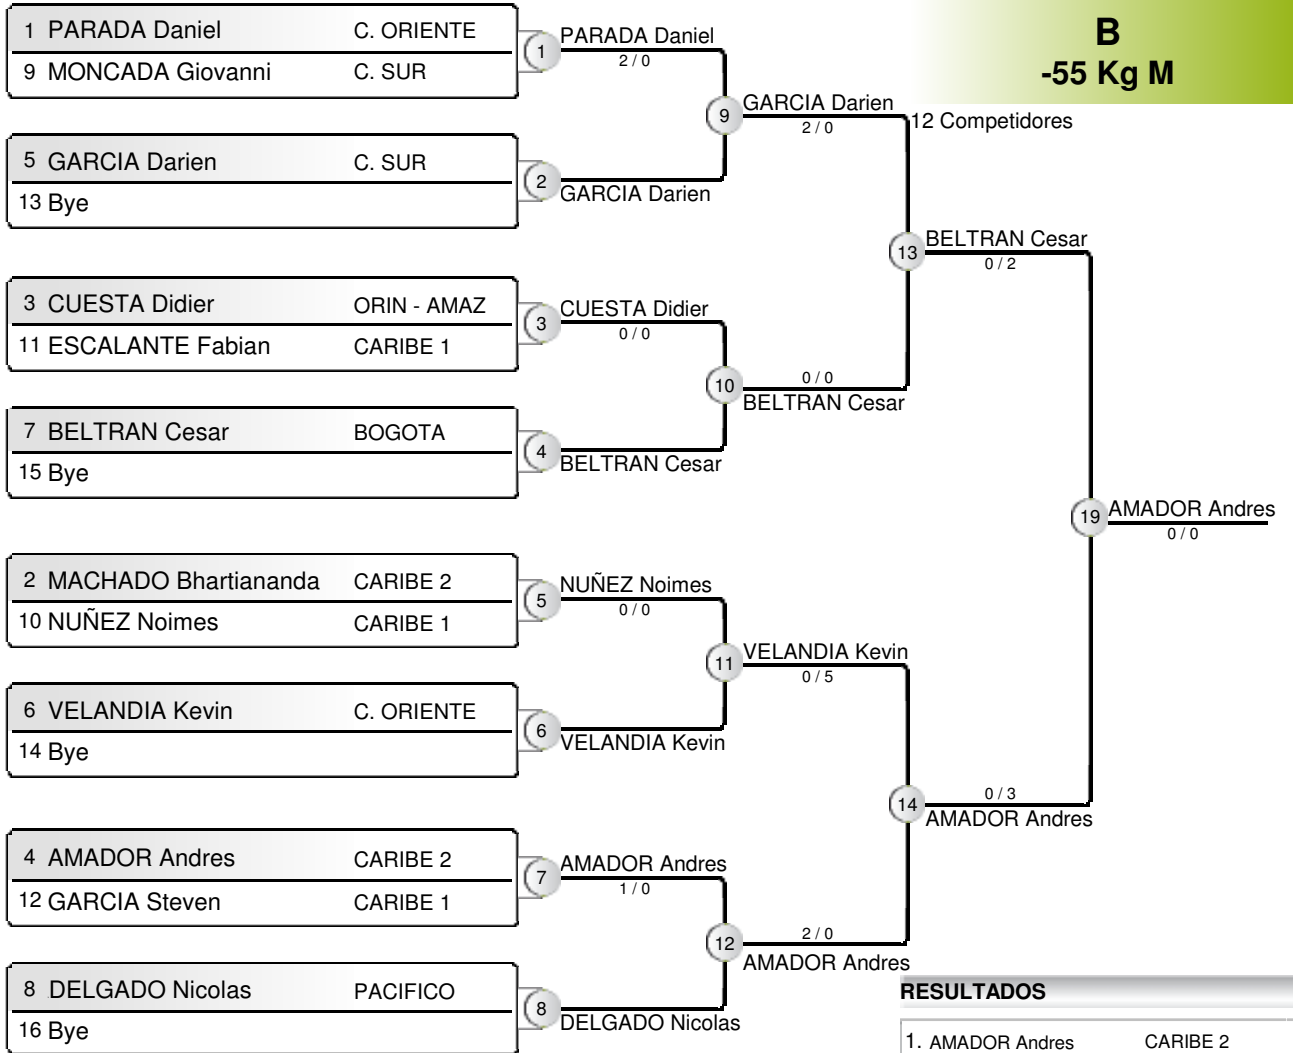 B
-55 Kg M
12 Competidores
1 PARADA Daniel C. ORIENTE
9 MONCADA Giovanni C. SUR
5 GARCIA Darien C. SUR
13 Bye
3 CUESTA Didier ORIN - AMAZ
11 ESCALANTE Fabian CARIBE 1
7 BELTRAN Cesar BOGOTA
15 Bye
2 MACHADO Bhartiananda CARIBE 2
10 NUÑEZ Noimes CARIBE 1
6 VELANDIA Kevin C. ORIENTE
14 Bye
4 AMADOR Andres CARIBE 2
12 GARCIA Steven CARIBE 1
8 DELGADO Nicolas PACIFICO
16 Bye
1 PARADA Daniel
2 / 0
2 GARCIA Darien
3 CUESTA Didier
0 / 0
4 BELTRAN Cesar
5 NUÑEZ Noimes
0 / 0
6 VELANDIA Kevin
7 AMADOR Andres
1 / 0
8 DELGADO Nicolas
9 GARCIA Darien
2 / 0
10 0 / 0
BELTRAN Cesar
11 VELANDIA Kevin
0 / 5
12 2 / 0
AMADOR Andres
13 BELTRAN Cesar
0 / 2
14 0 / 3
AMADOR Andres
19 AMADOR Andres
0 / 0
RESULTADOS
1. AMADOR Andres CARIBE 2